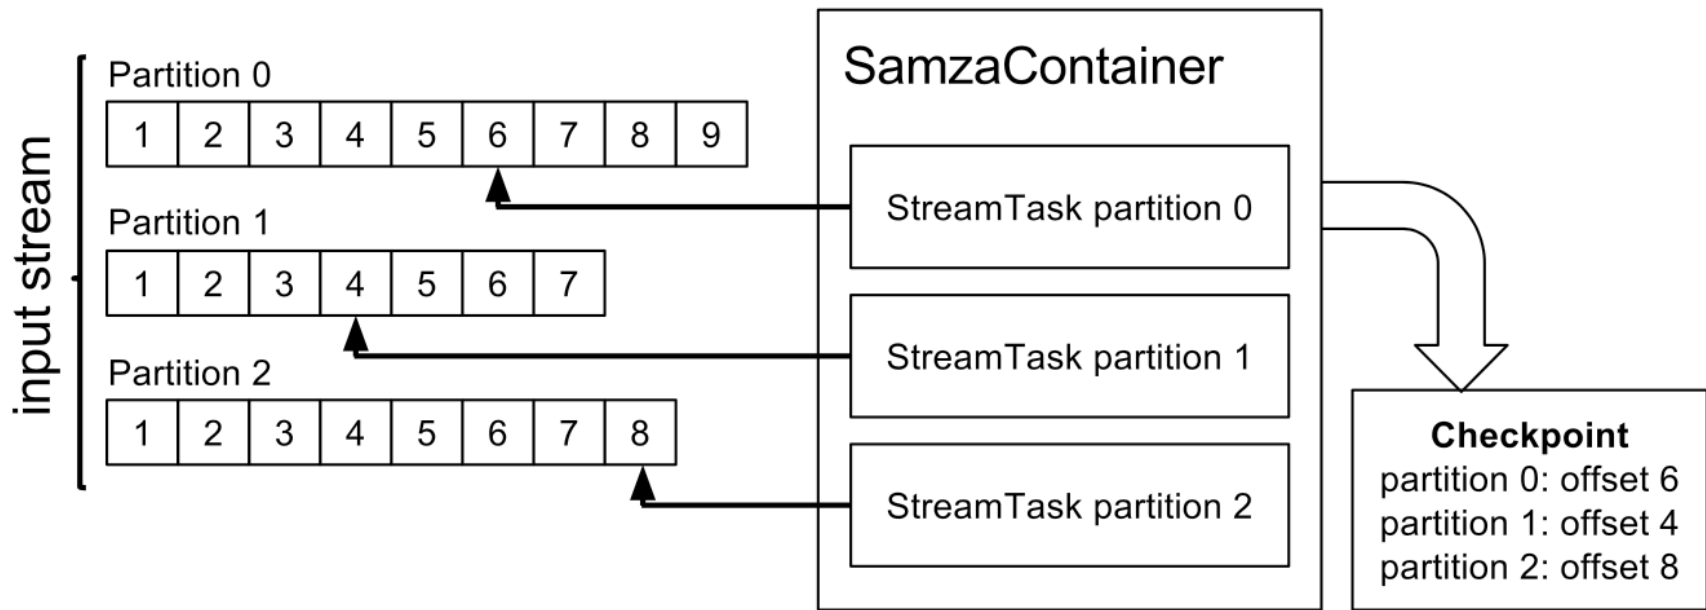 input stream
Partition 0
1 2 3 4 5 6 7 8 9
Partition 1
1 2 3 4 5 6 7
Partition 2
1 2 3 4 5 6 7 8
SamzaContainer
StreamTask partition 0
StreamTask partition 1
StreamTask partition 2
Checkpoint
partition 0: offset 6
partition 1: offset 4
partition 2: offset 8